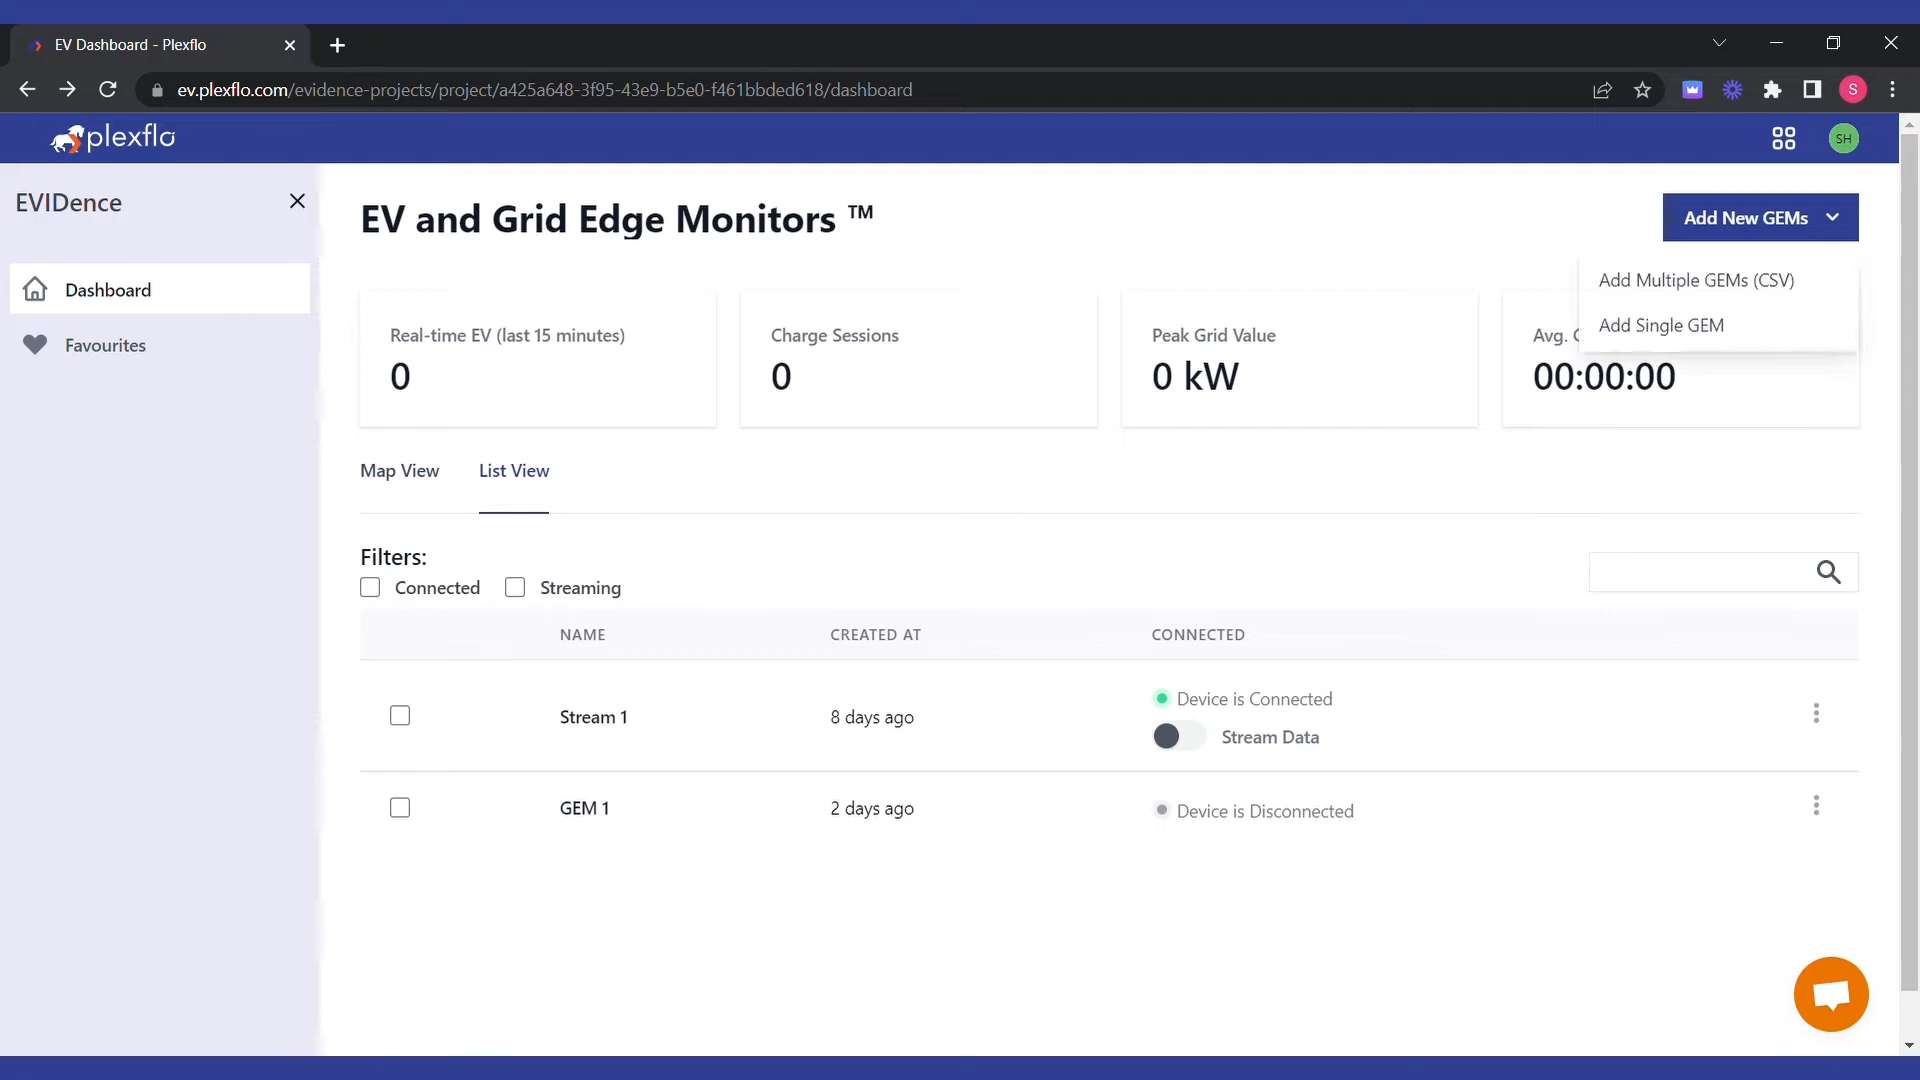 EV Dashboard - Plexflo
ev.plexflo.com/evidence-projects/project/a425a648-3f95-43e9-b5e0-f461bbded618/dashboard
S
plexflo
SH
EVIDence
Dashboard
Favourites
EV and Grid Edge Monitors ™
Add New GEMs
Add Multiple GEMs (CSV)
Add Single GEM
Real-time EV (last 15 minutes)
0
Charge Sessions
0
Peak Grid Value
0 kW
Avg.
00:00:00
Map View
List View
Filters:
Connected
Streaming
NAME
CREATED AT
CONNECTED
Stream 1
8 days ago
Device is Connected
Stream Data
GEM 1
2 days ago
Device is Disconnected